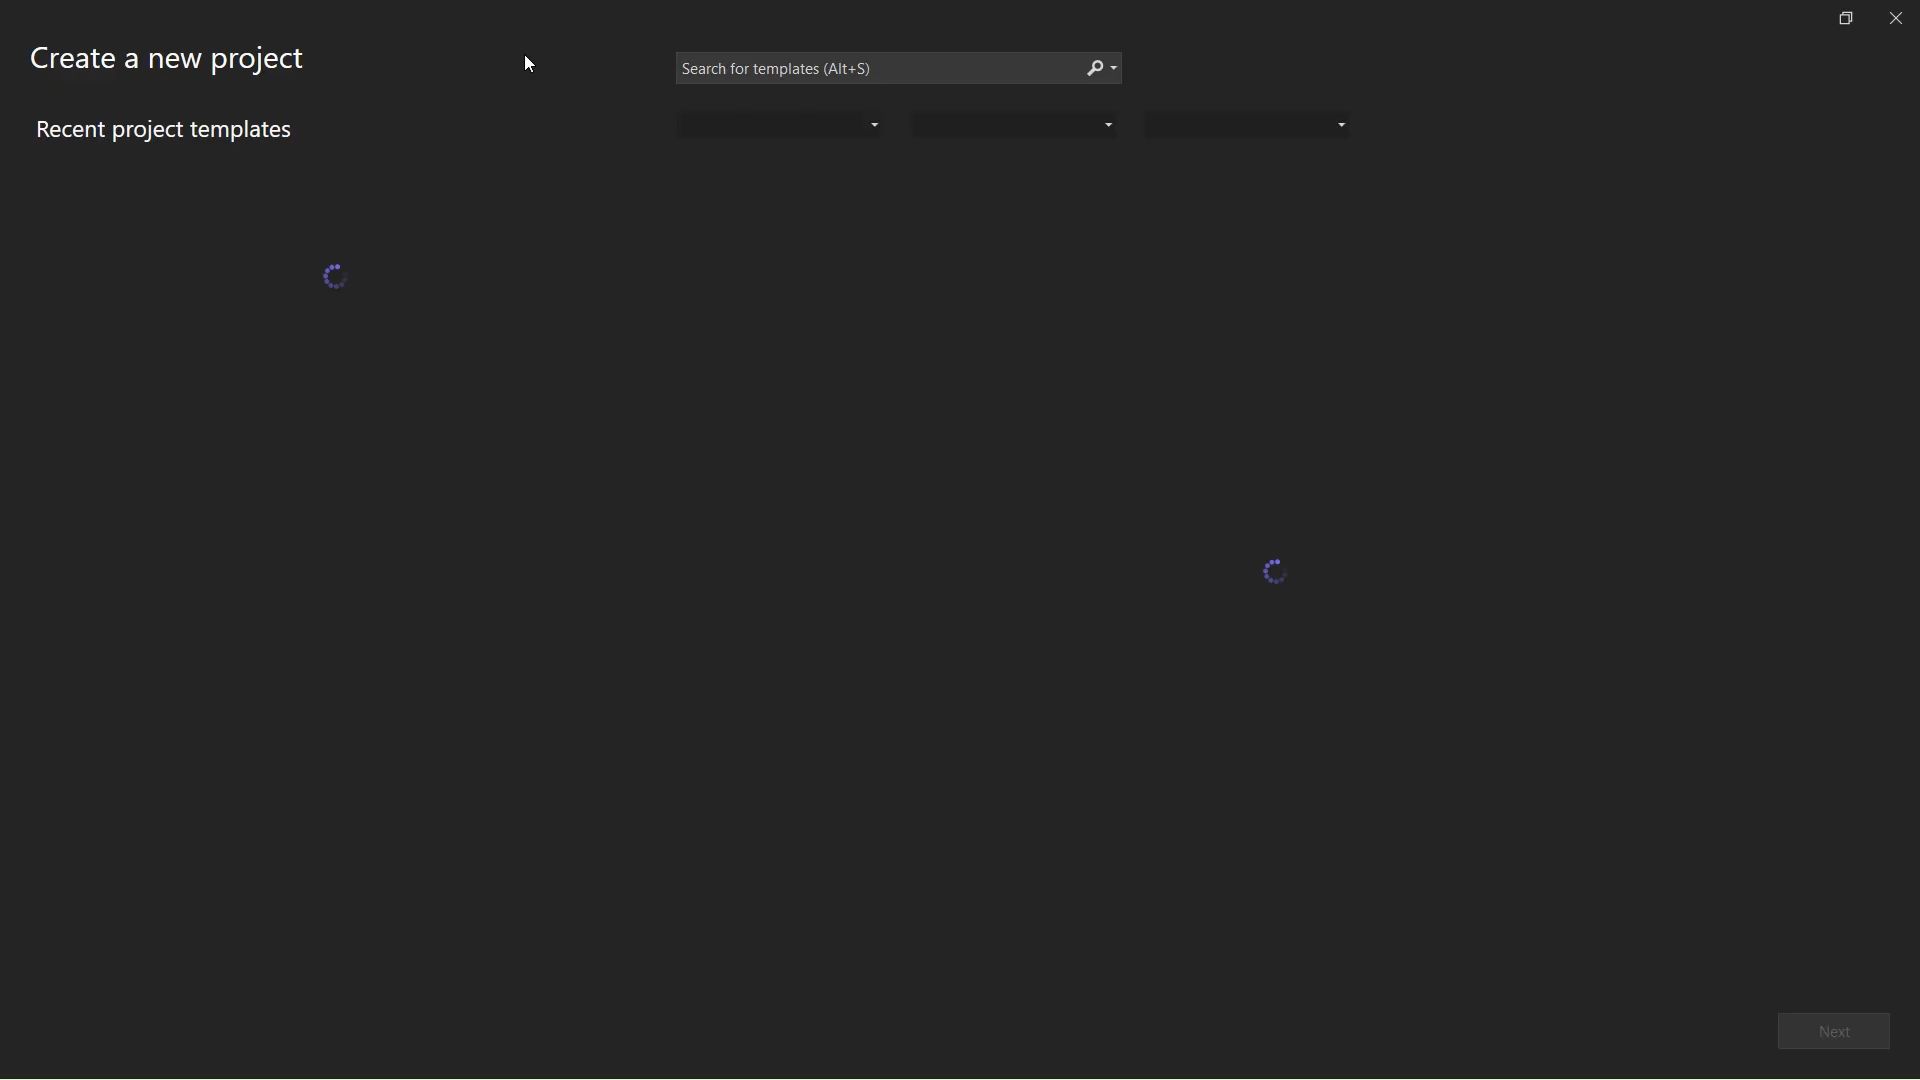 Create a new project
Search for templates (Alt+S)
Recent project templates
Next